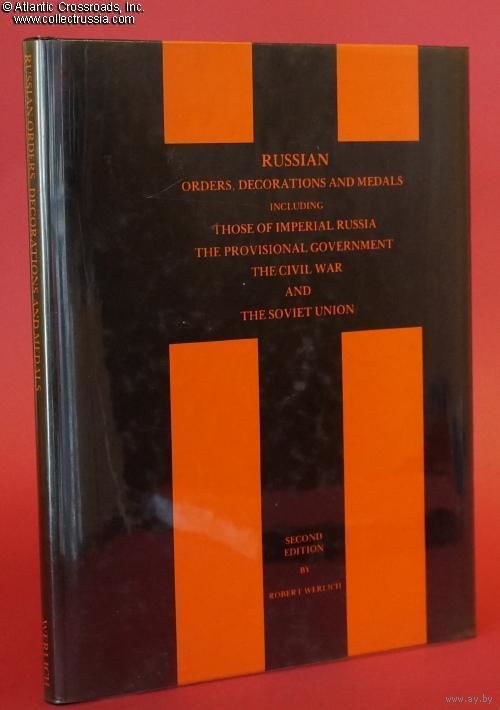 © Atlantic Crossroads, Inc.
www.collectrussia.com
RUSSIAN ORDERS, DECORATIONS AND MEDALS
WERLICH
RUSSIAN
ORDERS, DECORATIONS AND MEDALS
INCLUDING
THOSE OF IMPERIAL RUSSIA
THE PROVISIONAL GOVERNMENT
THE CIVIL WAR
AND
THE SOVIET UNION
SECOND
EDITION
BY
ROBERT WERLICH
www.ay.by